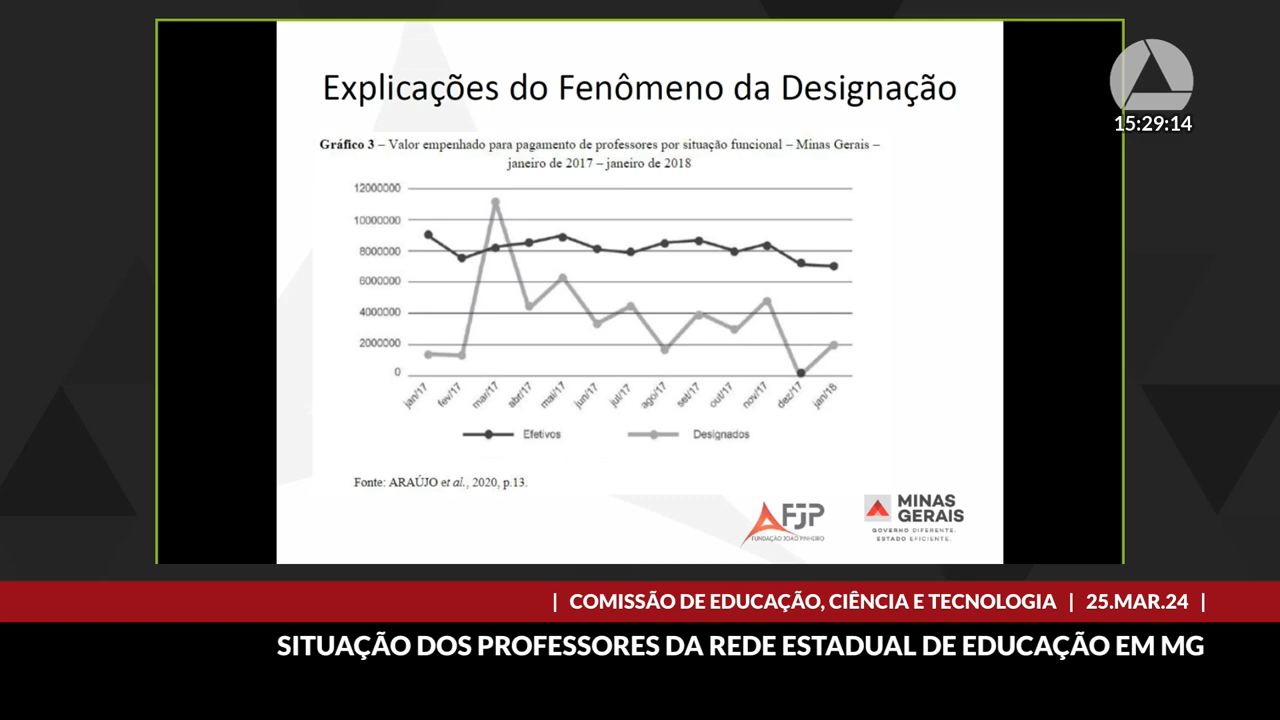 Explicações do Fenômeno da Designação
15:29:14
Gráfico 3 – Valor empenhado para pagamento de professores por situação funcional – Minas Gerais –
janeiro de 2017 – janeiro de 2018
12000000
10000000
8000000
6000000
4000000
2000000
0
jan/17 fev/17 mar/17 abr/17 mai/17 jun/17 jul/17 ago/17 set/17 out/17 nov/17 dez/17 jan/18
Efetivos Designados
Fonte: ARAÚJO et al., 2020, p.13.
FJP
FUNDAÇÃO JOÃO PINHEIRO
MINAS
GERAIS
GOVERNO DIFERENTE.
ESTADO EFICIENTE.
| COMISSÃO DE EDUCAÇÃO, CIÊNCIA E TECNOLOGIA | 25.MAR.24 |
SITUAÇÃO DOS PROFESSORES DA REDE ESTADUAL DE EDUCAÇÃO EM MG